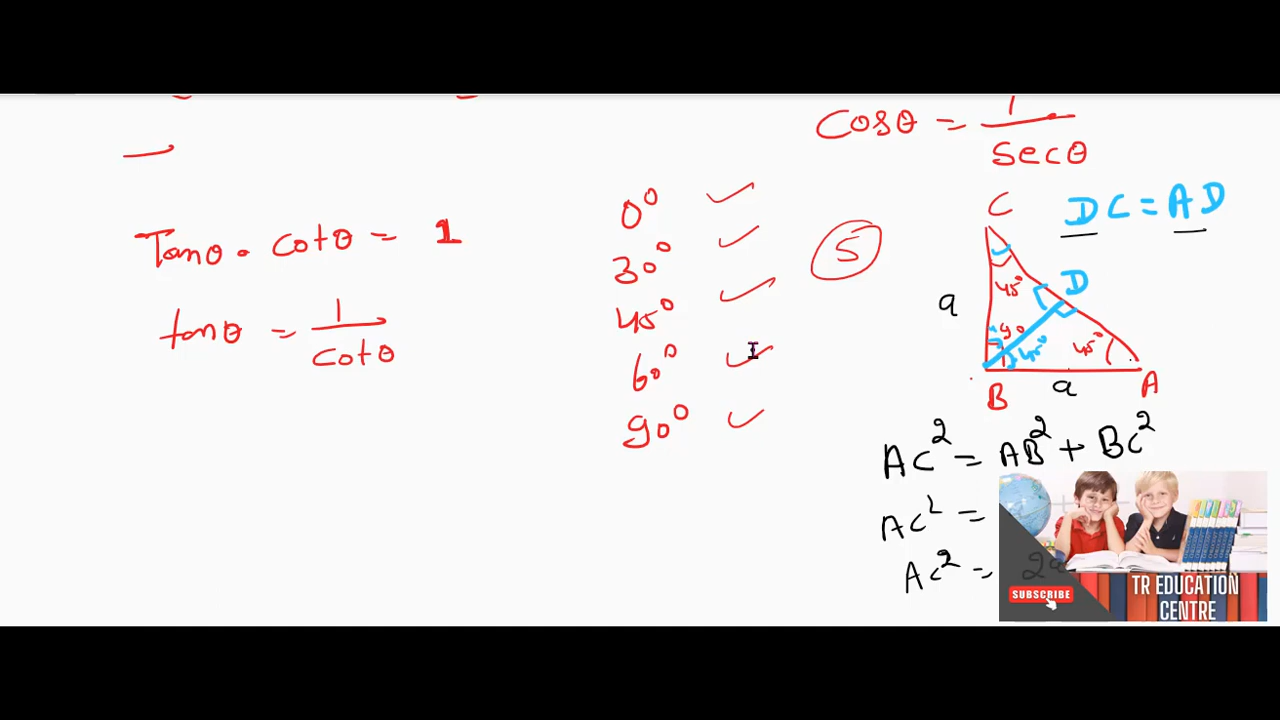 Cosθ = 1/secθ
Tanθ . Cotθ = 1
tanθ = 1/cotθ
0°
30°
45°
60°
90°
5
C
DC = AD
45°
D
a
90
45°
45°
B
a
A
AC² = AB² + BC²
AC² =
AC² = 2a
SUBSCRIBE
TR EDUCATION
CENTRE